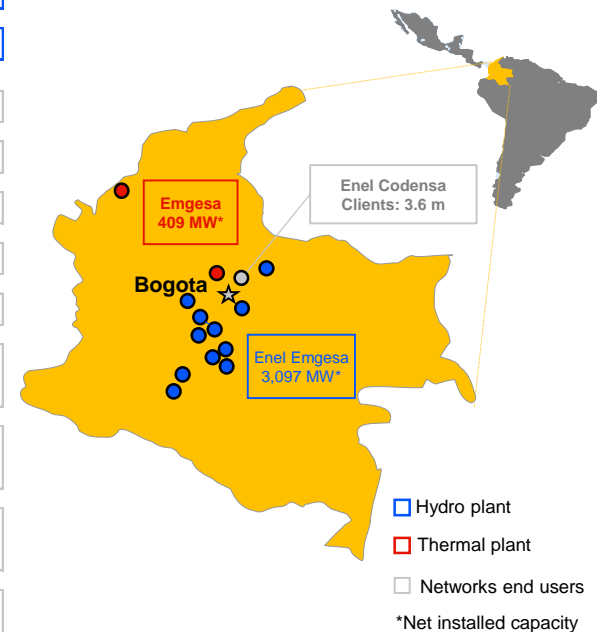 Enel Codensa
Clients: 3.6 m
Emgesa
409 MW*
Bogota
Enel Emgesa
3,097 MW*
Hydro plant
Thermal plant
Networks end users
*Net installed capacity